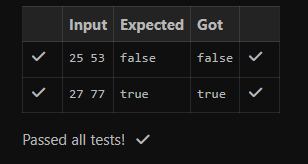 Input Expected Got
25 53 false false
27 77 true true
Passed all tests!